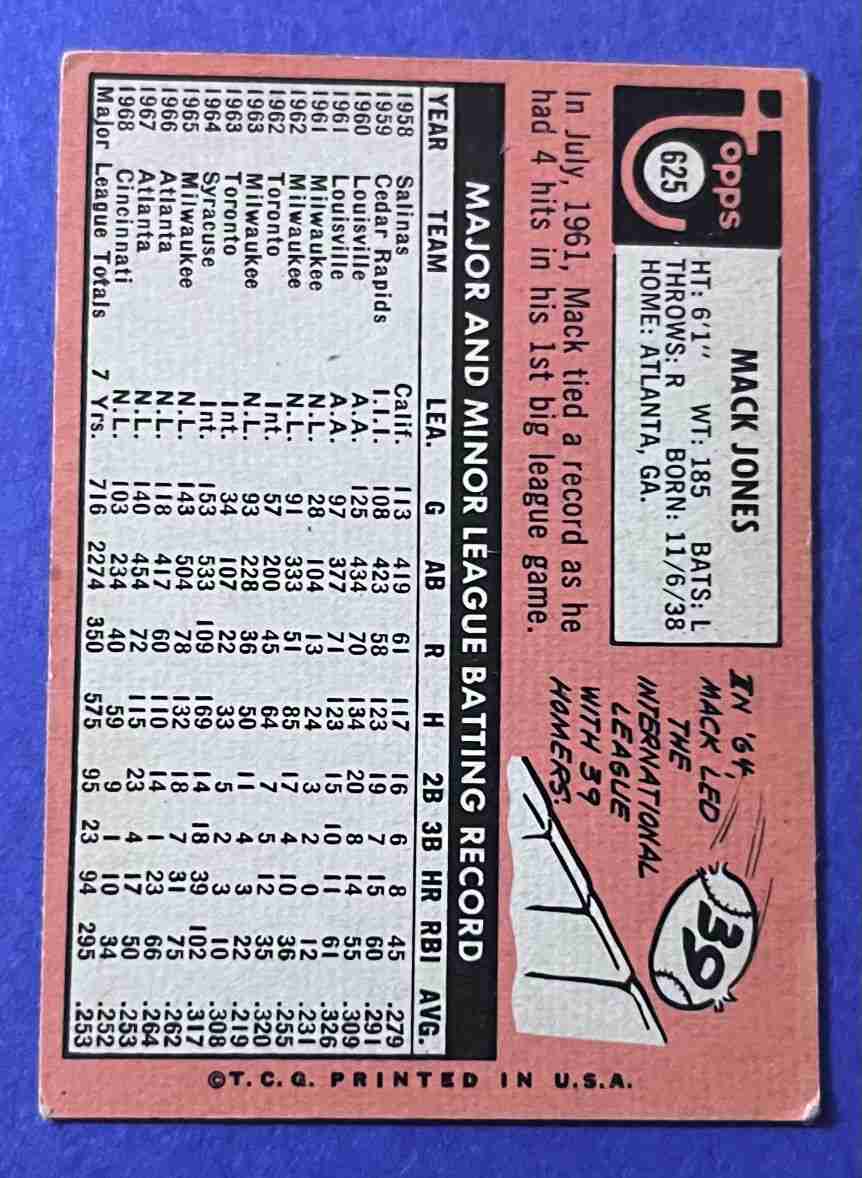 Topps
625
MACK JONES
HT: 6'1" WT: 185 BATS: L
THROWS: R BORN: 11/6/38
HOME: ATLANTA, GA.
In July, 1961, Mack tied a record as he
had 4 hits in his 1st big league game.
IN '64,
MACK LED
THE
INTERNATIONAL
LEAGUE
WITH 39
HOMERS.
39
MAJOR AND MINOR LEAGUE BATTING RECORD
YEAR TEAM LEA. G AB R H 2B 3B HR RBI AVG.
1958 Salinas Calif. 113 419 61 117 16 6 8 45 .279
1959 Cedar Rapids I.I.I. 108 423 58 123 19 7 15 60 .291
1960 Louisville A.A. 125 434 70 134 20 8 14 55 .309
1961 Louisville A.A. 97 377 71 123 15 10 11 61 .326
1961 Milwaukee N.L. 28 104 13 24 3 2 0 12 .231
1962 Milwaukee N.L. 91 333 51 85 17 4 10 36 .255
1962 Toronto Int. 57 200 45 64 7 5 12 35 .320
1963 Milwaukee N.L. 93 228 36 50 11 4 3 22 .219
1963 Toronto Int. 34 107 22 33 5 2 3 10 .308
1964 Syracuse Int. 153 533 109 169 14 18 39 102 .317
1965 Milwaukee N.L. 143 504 78 132 18 7 31 75 .262
1966 Atlanta N.L. 118 417 60 110 14 1 23 66 .264
1967 Atlanta N.L. 140 454 72 115 23 4 17 50 .253
1968 Cincinnati N.L. 103 234 40 59 9 1 10 34 .252
Major League Totals 7 Yrs. 716 2274 350 575 95 23 94 295 .253
©T.C.G. PRINTED IN U.S.A.